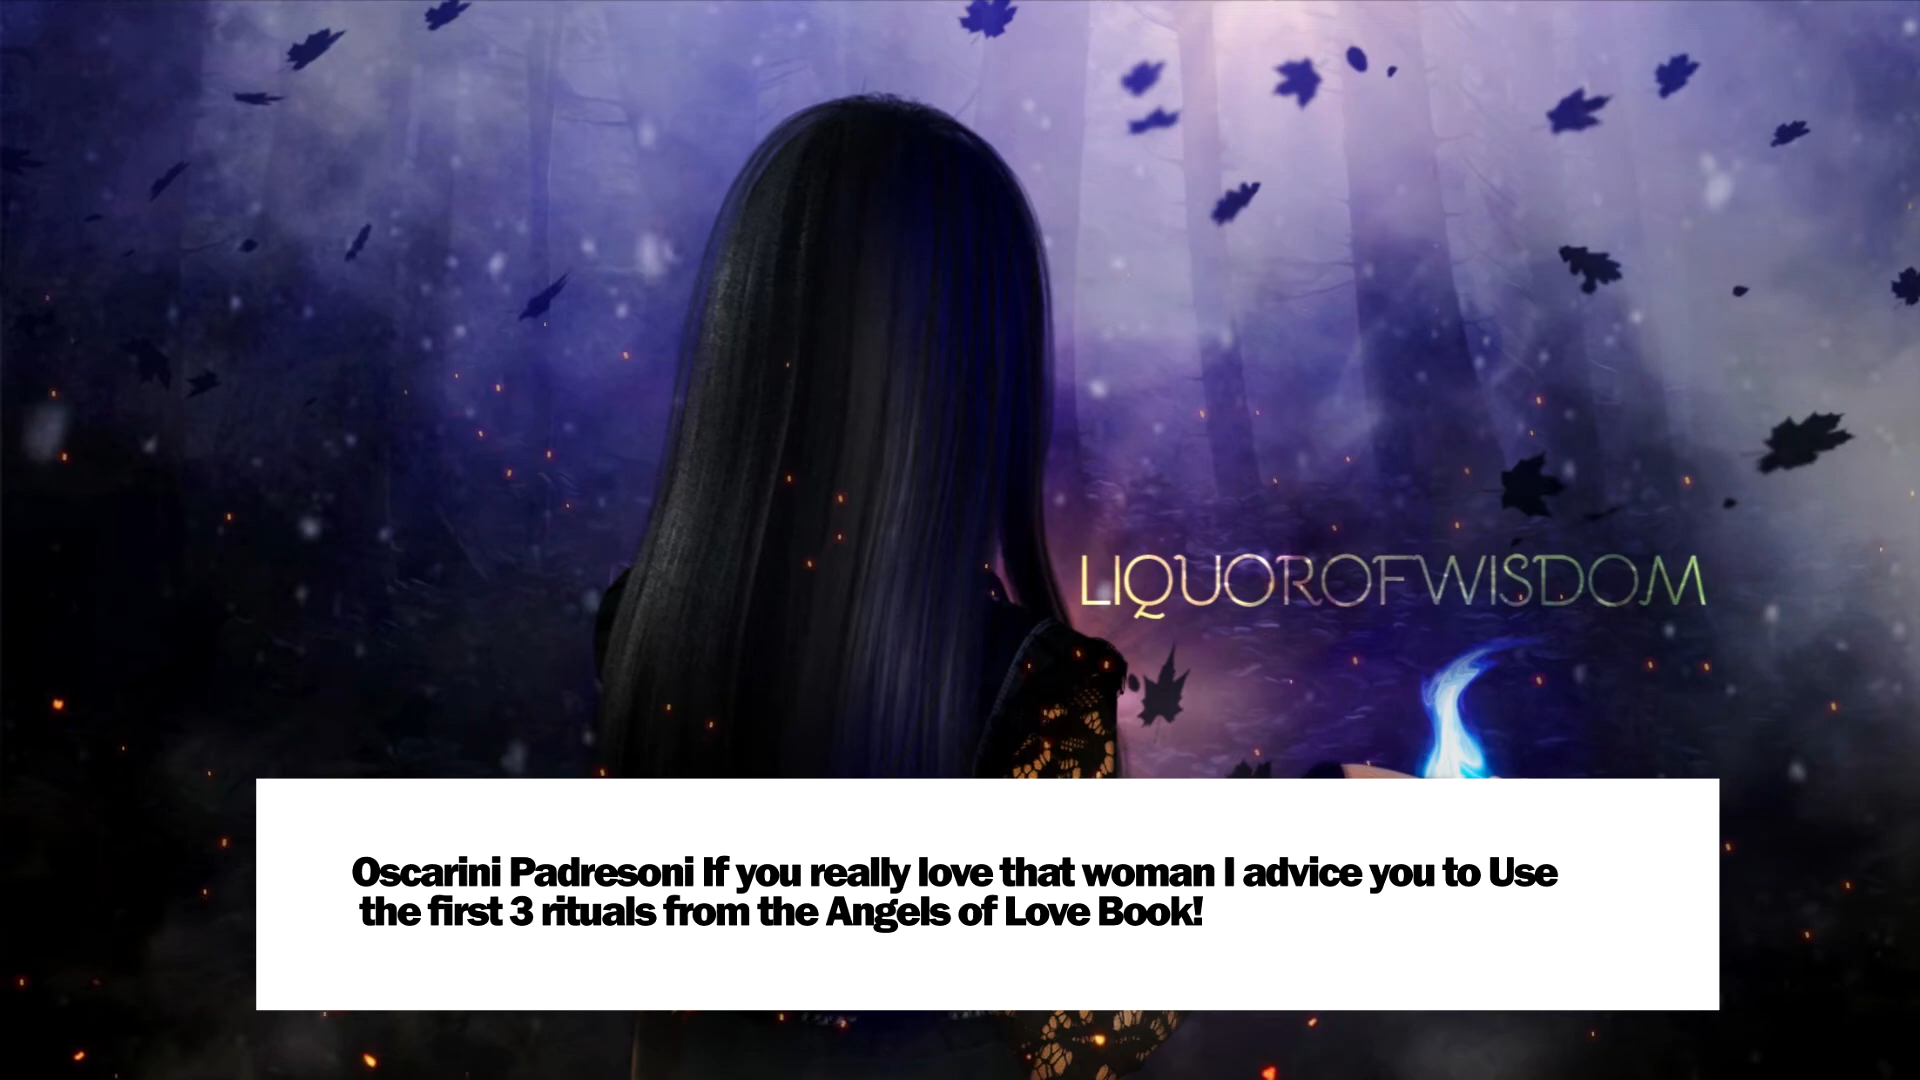 LIQUOROFWISDOM
Oscarini Padresoni If you really love that woman I advice you to Use
the first 3 rituals from the Angels of Love Book!